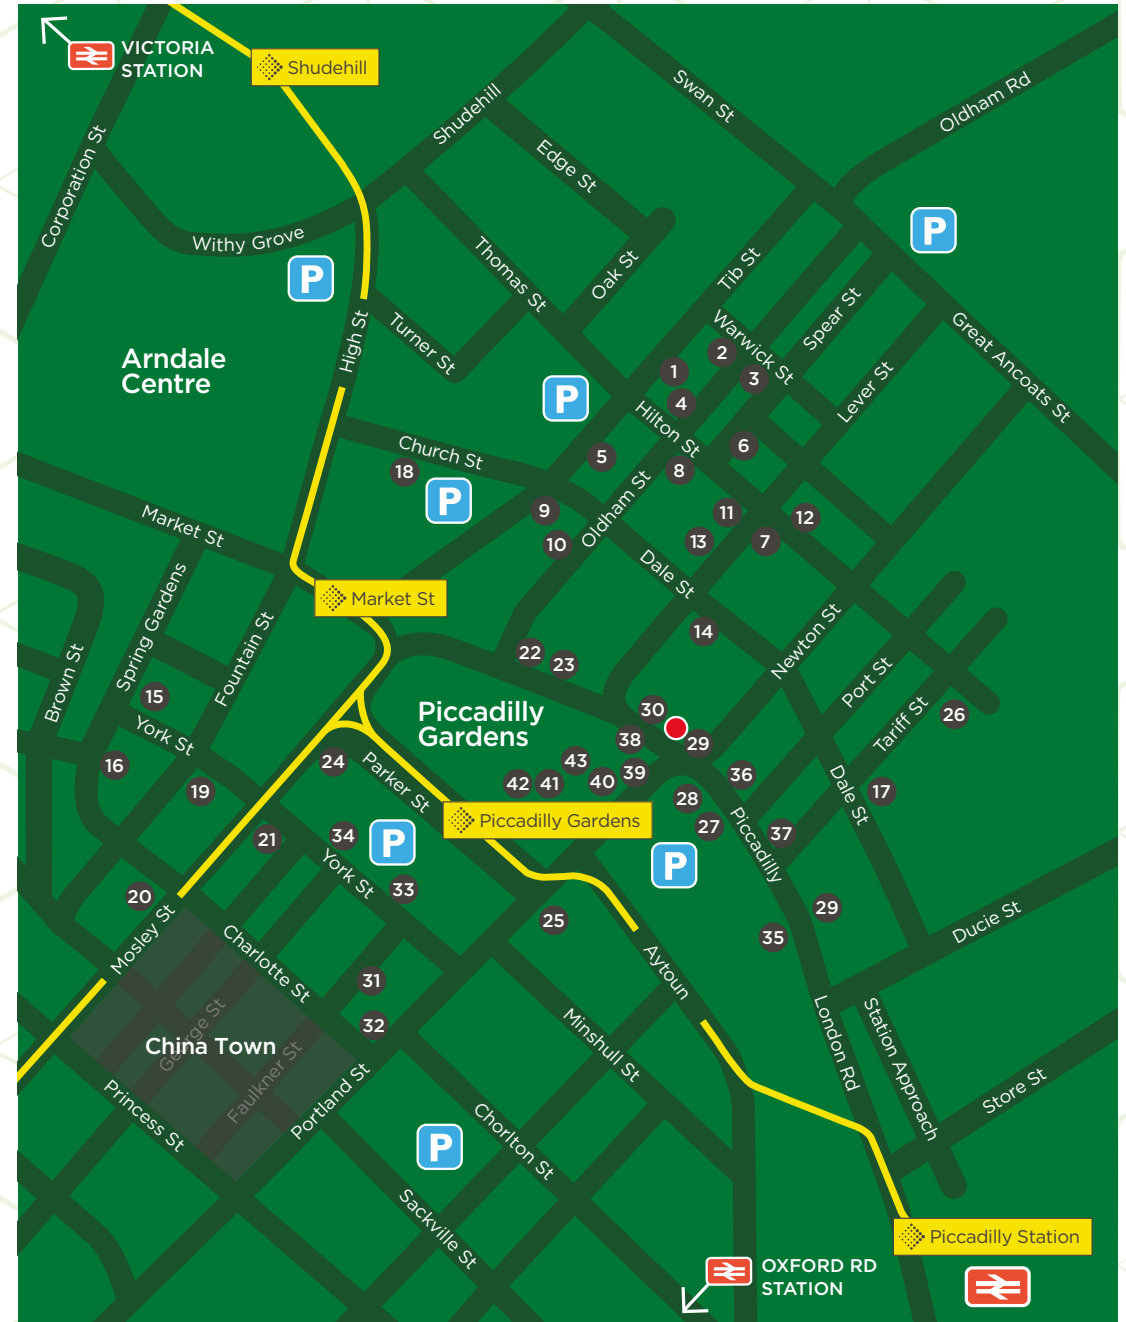 VICTORIA
STATION
Shudehill
Swan St
Oldham Rd
Shudehill
Edge St
Corporation St
Withy Grove
P
P
Thomas St
Oak St
Tib St
Spear St
Warwick St
Great Ancoats St
Turner St
High St
Arndale
Centre
P
1
2
3
4
Lever St
Hilton St
Church St
18
P
5
6
8
Oldham St
9
10
11
12
13
7
Market St
Dale St
Market St
Spring Gardens
Fountain St
Brown St
14
Newton St
22
23
Port St
Tariff St
26
15
York St
Piccadilly
Gardens
30
38
29
16
19
24
Parker St
43
42
41
40
39
36
28
27
Dale St
17
Piccadilly Gardens
Piccadilly
37
21
34
P
York St
33
P
20
25
29
35
Ducie St
Mosley St
Charlotte St
Aytoun
31
32
George St
Faulkner St
China Town
Portland St
Princess St
Minshull St
London Rd
Station Approach
Store St
P
Chorlton St
Sackville St
Piccadilly Station
OXFORD RD
STATION